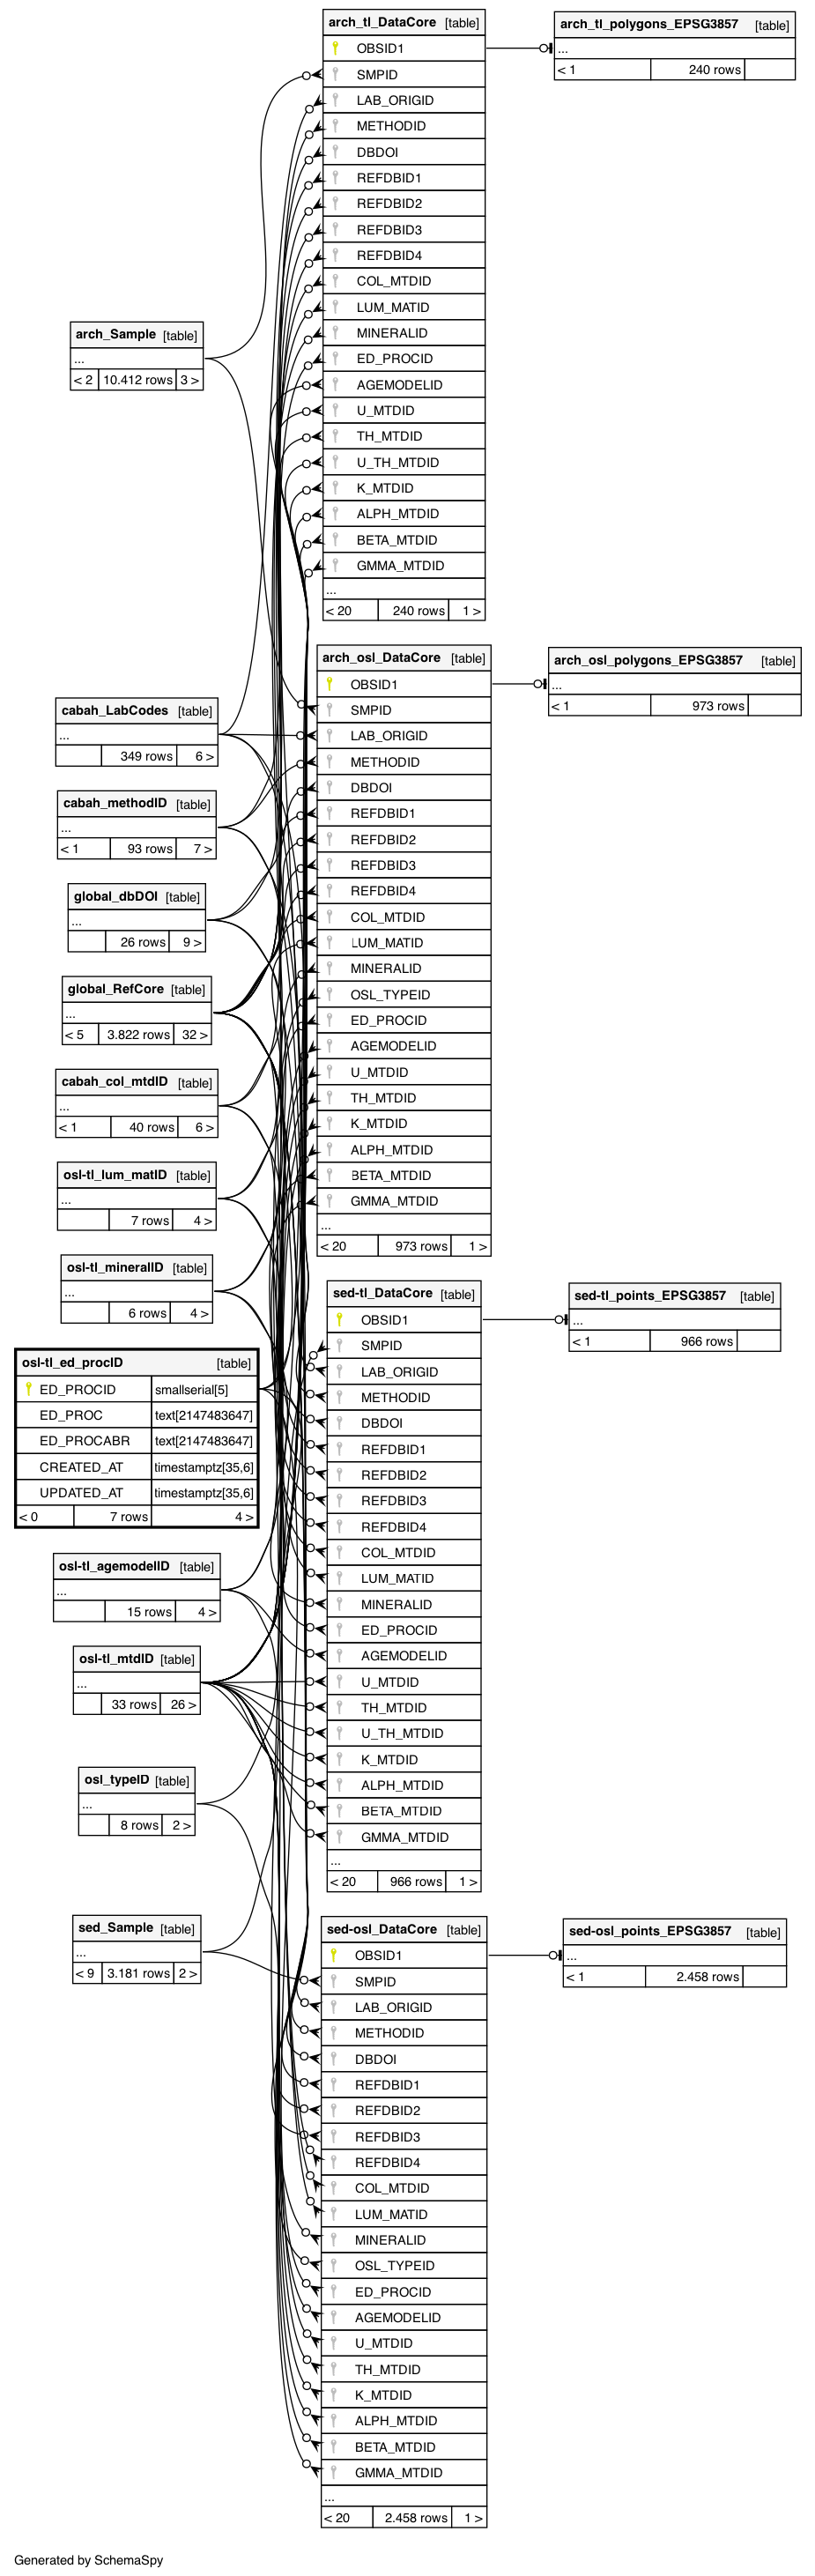 arch_tl_DataCore [table]
OBSID1
SMPID
LAB_ORIGID
METHODID
DBDOI
REFDBID1
REFDBID2
REFDBID3
REFDBID4
COL_MTDID
LUM_MATID
MINERALID
ED_PROCID
AGEMODELID
U_MTDID
TH_MTDID
U_TH_MTDID
K_MTDID
ALPH_MTDID
BETA_MTDID
GMMA_MTDID
...
< 20 240 rows 1 >
arch_tl_polygons_EPSG3857 [table]
...
< 1 240 rows
arch_Sample [table]
...
< 2 10.412 rows 3 >
arch_osl_DataCore [table]
OBSID1
SMPID
LAB_ORIGID
METHODID
DBDOI
REFDBID1
REFDBID2
REFDBID3
REFDBID4
COL_MTDID
LUM_MATID
MINERALID
OSL_TYPEID
ED_PROCID
AGEMODELID
U_MTDID
TH_MTDID
K_MTDID
ALPH_MTDID
BETA_MTDID
GMMA_MTDID
...
< 20 973 rows 1 >
arch_osl_polygons_EPSG3857 [table]
...
< 1 973 rows
cabah_LabCodes [table]
...
349 rows 6 >
cabah_methodID [table]
...
< 1 93 rows 7 >
global_dbDOI [table]
...
26 rows 9 >
global_RefCore [table]
...
< 5 3.822 rows 32 >
cabah_col_mtdID [table]
...
< 1 40 rows 6 >
osl-tl_lum_matID [table]
...
7 rows 4 >
osl-tl_mineralID [table]
...
6 rows 4 >
osl-tl_ed_procID [table]
ED_PROCID smallserial[5]
ED_PROC text[2147483647]
ED_PROCABR text[2147483647]
CREATED_AT timestamptz[35,6]
UPDATED_AT timestamptz[35,6]
< 0 7 rows 4 >
osl-tl_agemodelID [table]
...
15 rows 4 >
osl-tl_mtdID [table]
...
33 rows 26 >
osl_typeID [table]
...
8 rows 2 >
sed_Sample [table]
...
< 9 3.181 rows 2 >
sed-tl_DataCore [table]
OBSID1
SMPID
LAB_ORIGID
METHODID
DBDOI
REFDBID1
REFDBID2
REFDBID3
REFDBID4
COL_MTDID
LUM_MATID
MINERALID
ED_PROCID
AGEMODELID
U_MTDID
TH_MTDID
U_TH_MTDID
K_MTDID
ALPH_MTDID
BETA_MTDID
GMMA_MTDID
...
< 20 966 rows 1 >
sed-tl_points_EPSG3857 [table]
...
< 1 966 rows
sed-osl_DataCore [table]
OBSID1
SMPID
LAB_ORIGID
METHODID
DBDOI
REFDBID1
REFDBID2
REFDBID3
REFDBID4
COL_MTDID
LUM_MATID
MINERALID
OSL_TYPEID
ED_PROCID
AGEMODELID
U_MTDID
TH_MTDID
K_MTDID
ALPH_MTDID
BETA_MTDID
GMMA_MTDID
...
< 20 2.458 rows 1 >
sed-osl_points_EPSG3857 [table]
...
< 1 2.458 rows
Generated by SchemaSpy